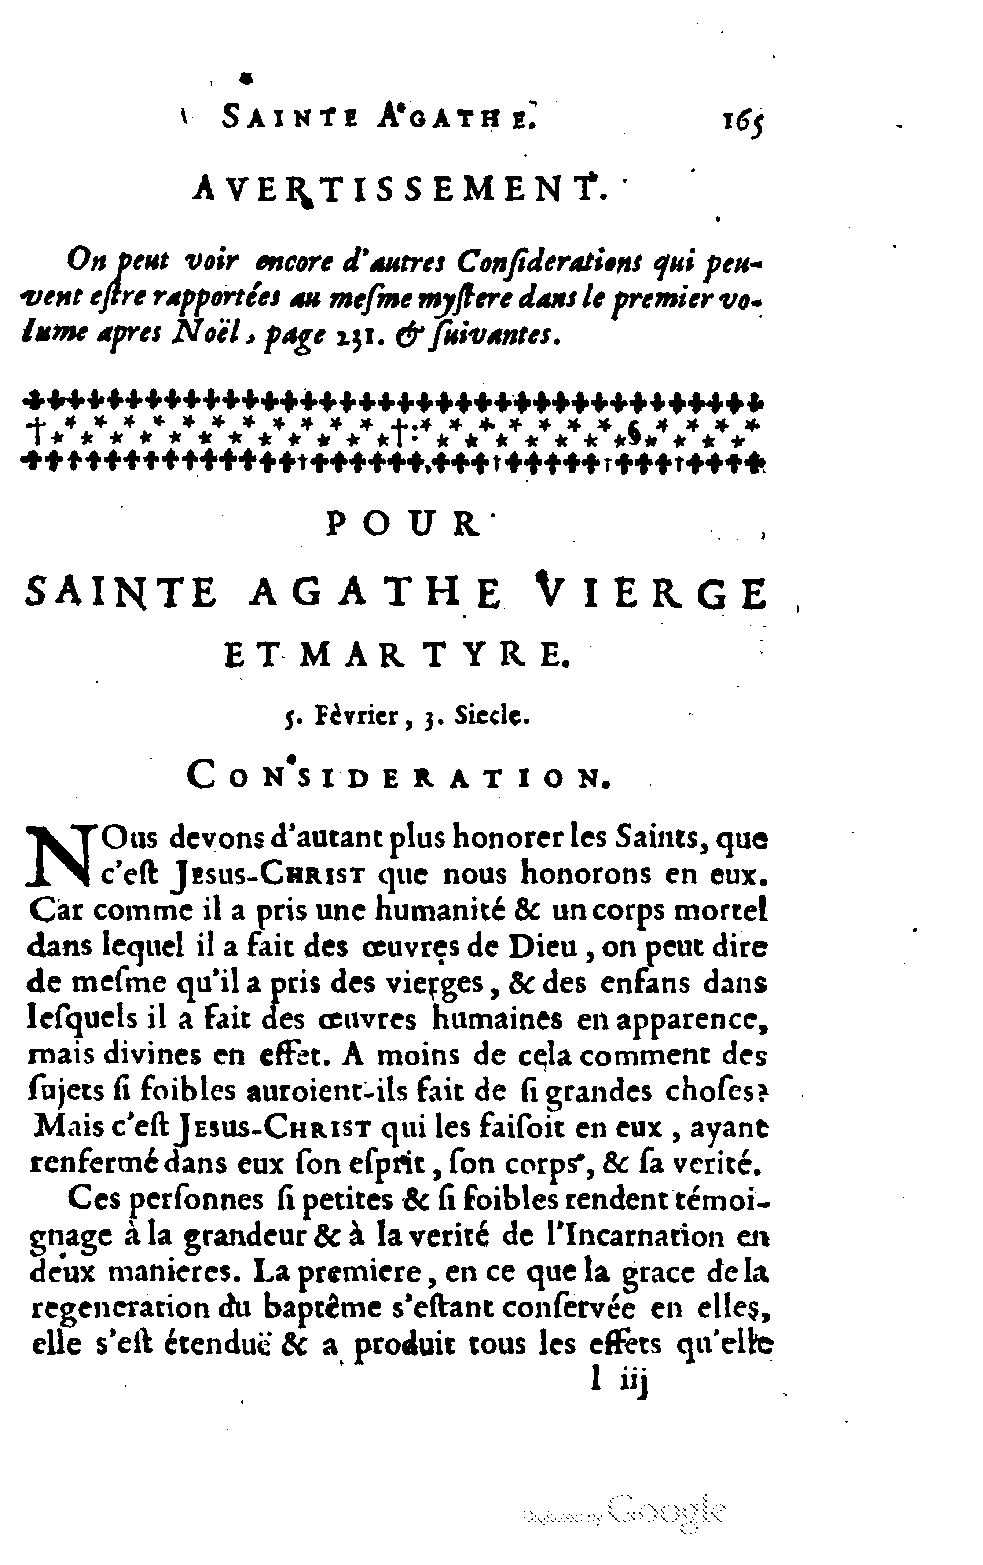 SAINTE AGATHE. 165
AVERTISSEMENT.
On peut voir encore d'autres Conſiderations qui peu-
vent eſtre rapportées au meſme myſtere dans le premier vo-
lume apres Noël, page 231. & ſuivantes.
POUR
SAINTE AGATHE VIERGE
ET MARTYRE.
5. Fèvrier, 3. Siecle.
CONSIDERATION.
NOus devons d'autant plus honorer les Saints, que
c'eſt JESUS-CHRIST que nous honorons en eux.
Car comme il a pris une humanité & un corps mortel
dans lequel il a fait des œuvres de Dieu, on peut dire
de meſme qu'il a pris des vierges, & des enfans dans
leſquels il a fait des œuvres humaines en apparence,
mais divines en effet. A moins de cela comment des
ſujets ſi foibles auroient-ils fait de ſi grandes choſes?
Mais c'eſt JESUS-CHRIST qui les faiſoit en eux, ayant
renfermé dans eux ſon eſprit, ſon corps, & ſa verité.
Ces perſonnes ſi petites & ſi foibles rendent témoi-
gnage à la grandeur & à la verité de l'Incarnation en
deux manieres. La premiere, en ce que la grace de la
regeneration du baptême s'eſtant conſervée en elles,
elle s'eſt étenduë & a produit tous les effets qu'elle
l iij
Digitized by Google